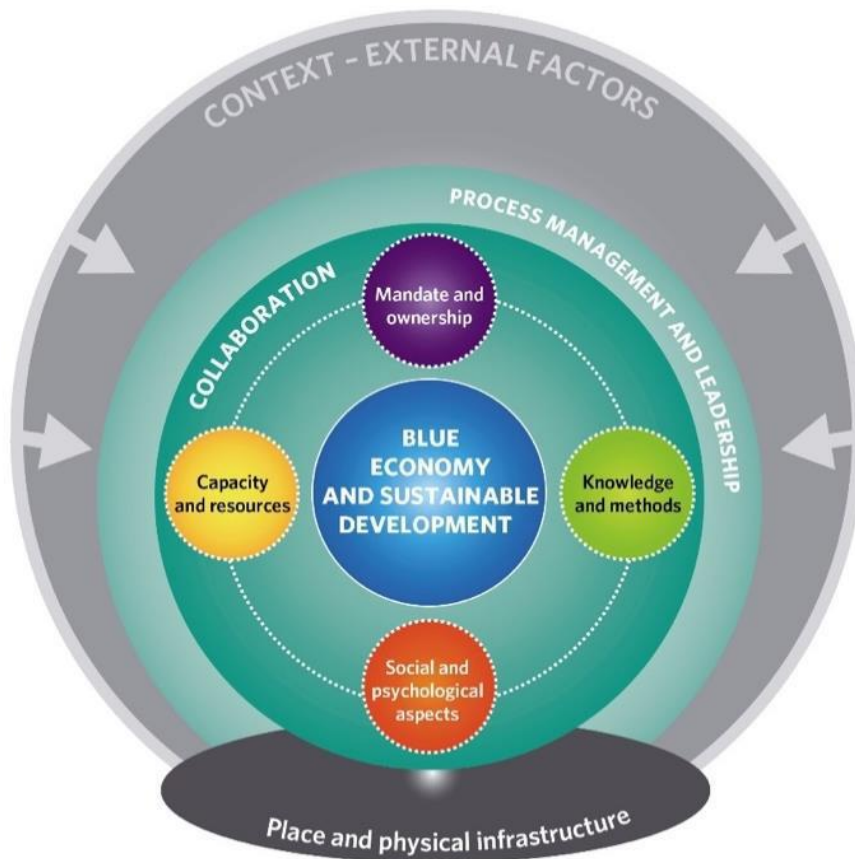 CONTEXT – EXTERNAL FACTORS
PROCESS MANAGEMENT AND LEADERSHIP
COLLABORATION
Mandate and
ownership
BLUE
ECONOMY
AND SUSTAINABLE
DEVELOPMENT
Capacity
and resources
Knowledge
and methods
Social and
psychological
aspects
Place and physical infrastructure